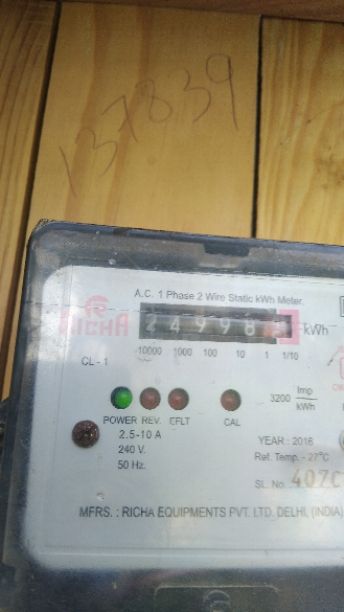 137839
A.C. 1 Phase 2 Wire Static kWh Meter.
RICHA 2 4 9 9 8 kWh
10000 1000 100 10 1 1/10
CL - 1
3200 Imp/kWh
POWER REV. EFLT CAL
2.5-10 A
240 V.
50 Hz.
YEAR : 2016
Ref. Temp. - 27°C
SL. No.
MFRS. : RICHA EQUIPMENTS PVT. LTD. DELHI, (INDIA)